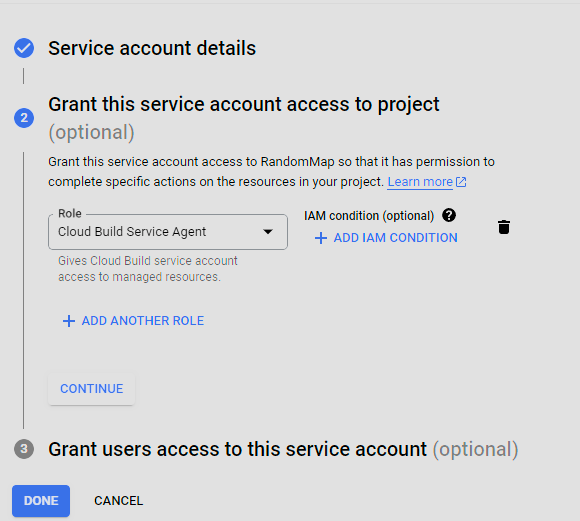 Service account details
2
Grant this service account access to project
(optional)
Grant this service account access to RandomMap so that it has permission to
complete specific actions on the resources in your project. Learn more
Role
Cloud Build Service Agent
IAM condition (optional) ?
+ ADD IAM CONDITION
Gives Cloud Build service account
access to managed resources.
+ ADD ANOTHER ROLE
CONTINUE
3
Grant users access to this service account (optional)
DONE CANCEL